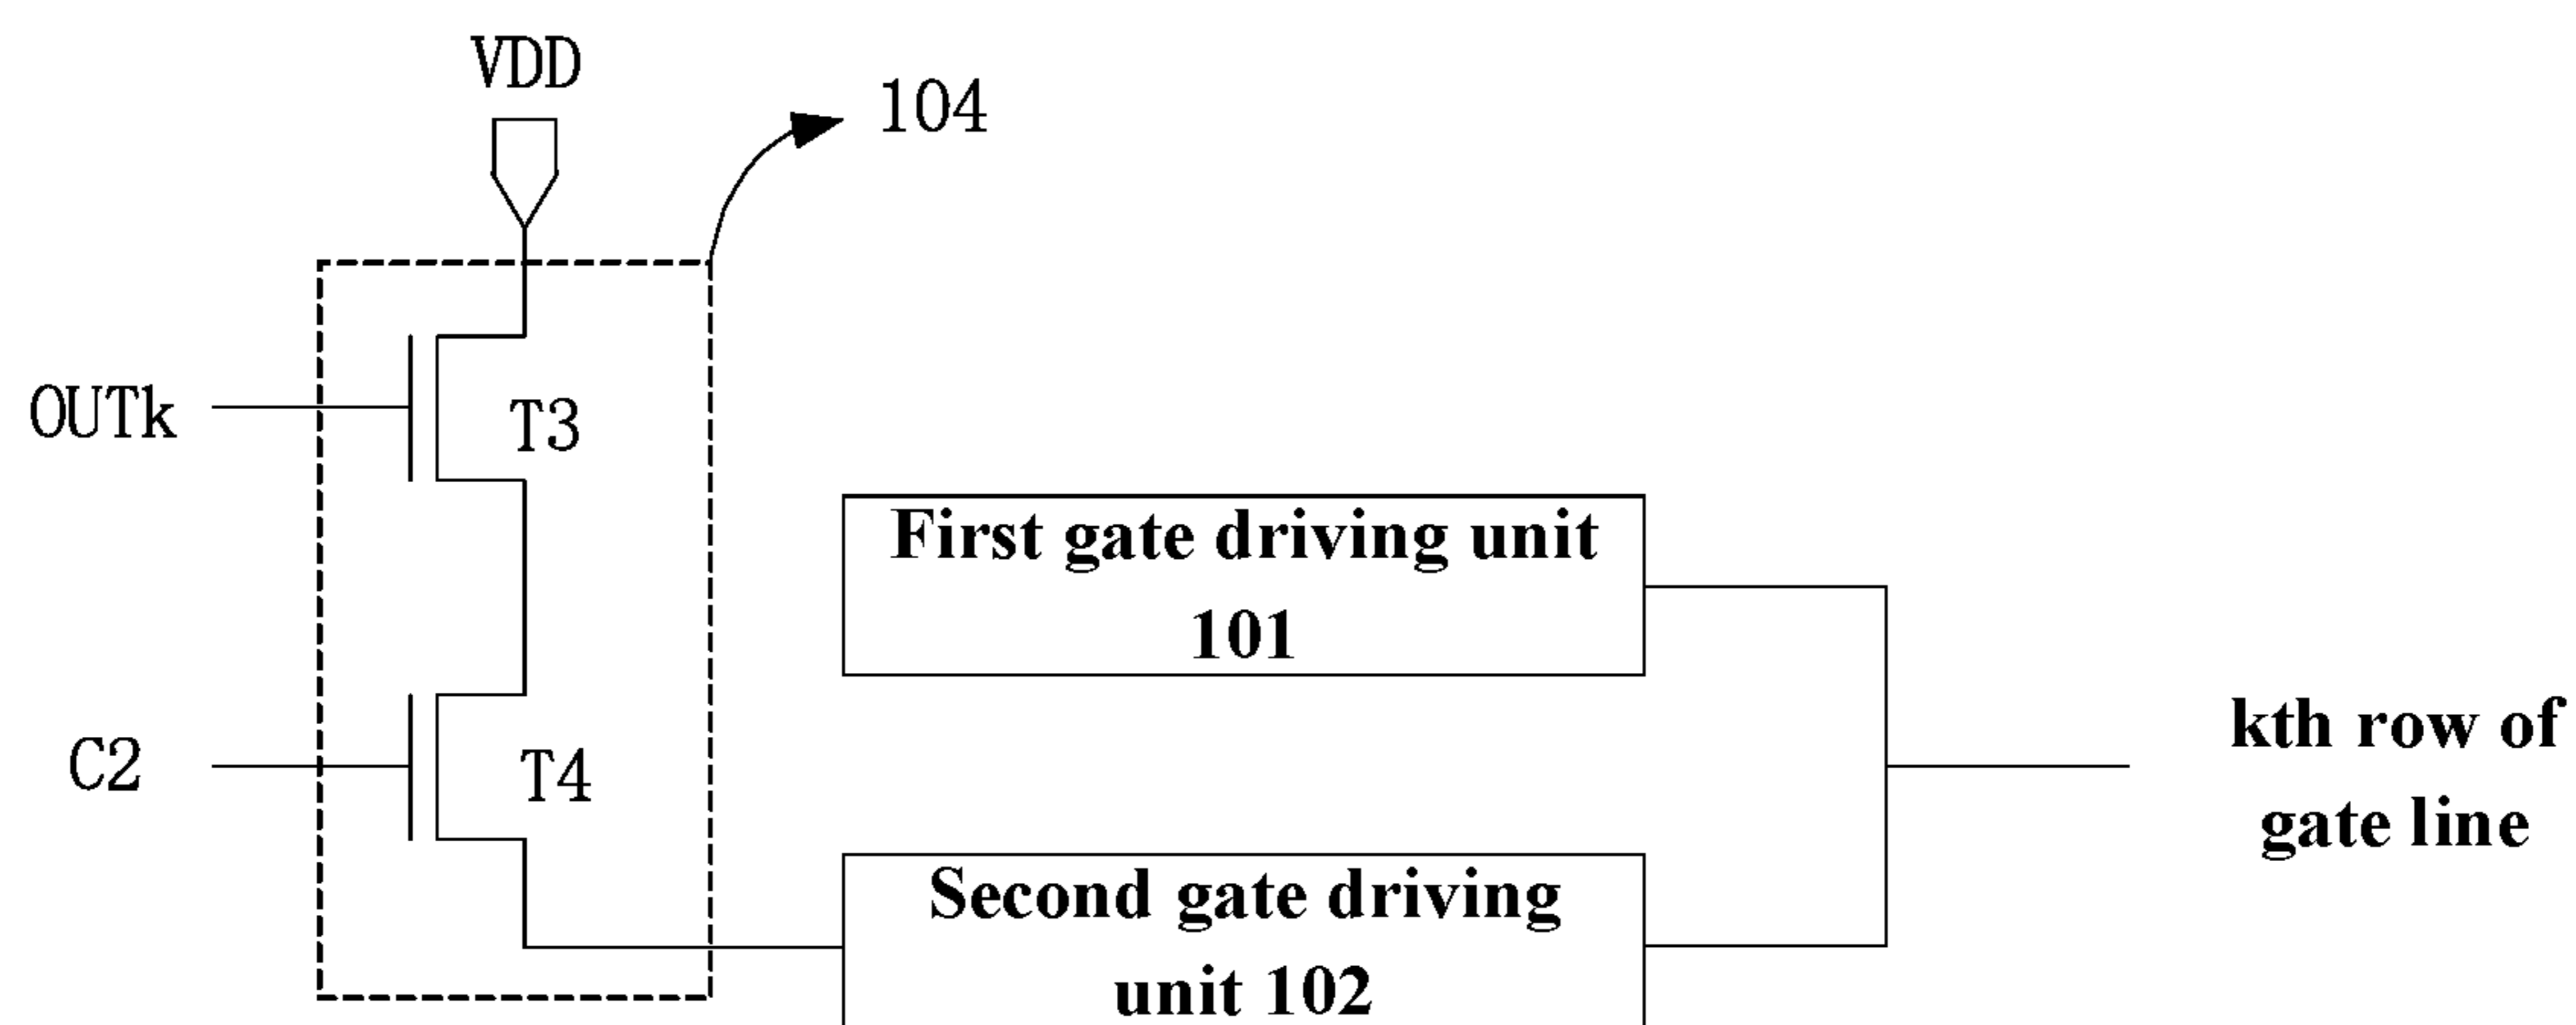 VDD
104
OUTk
T3
First gate driving unit
101
C2
T4
kth row of
gate line
Second gate driving
unit 102